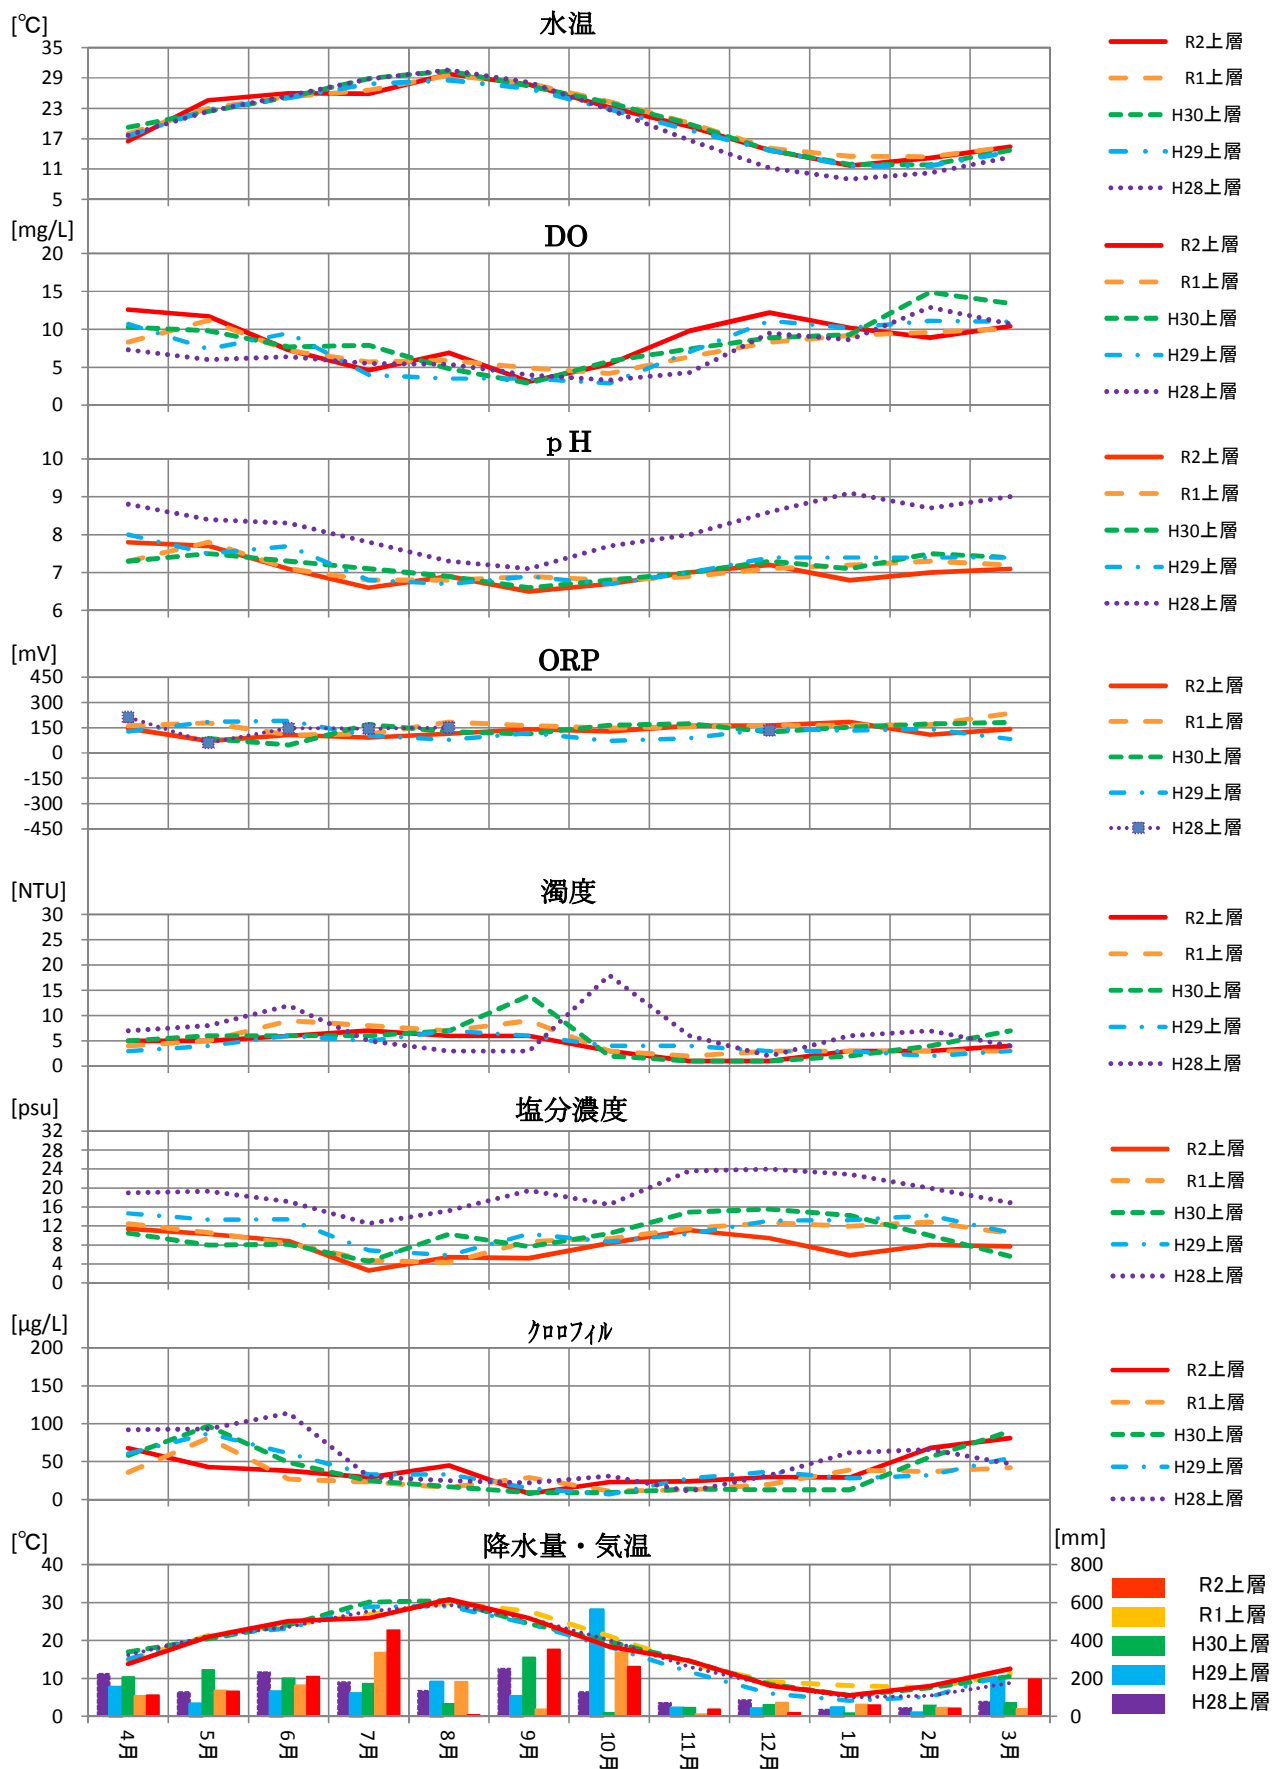 [℃]
水温
35
29
23
17
11
5
R2上層
R1上層
H30上層
H29上層
H28上層
[mg/L]
DO
20
15
10
5
0
R2上層
R1上層
H30上層
H29上層
H28上層
pH
10
9
8
7
6
R2上層
R1上層
H30上層
H29上層
H28上層
[mV]
ORP
450
300
150
0
-150
-300
-450
R2上層
R1上層
H30上層
H29上層
H28上層
[NTU]
濁度
30
25
20
15
10
5
0
R2上層
R1上層
H30上層
H29上層
H28上層
[psu]
塩分濃度
32
28
24
20
16
12
8
4
0
R2上層
R1上層
H30上層
H29上層
H28上層
[μg/L]
ｸﾛﾛﾌｨﾙ
200
150
100
50
0
R2上層
R1上層
H30上層
H29上層
H28上層
[℃]
降水量・気温
[mm]
40
30
20
10
0
800
600
400
200
0
R2上層
R1上層
H30上層
H29上層
H28上層
4月
5月
6月
7月
8月
9月
10月
11月
12月
1月
2月
3月